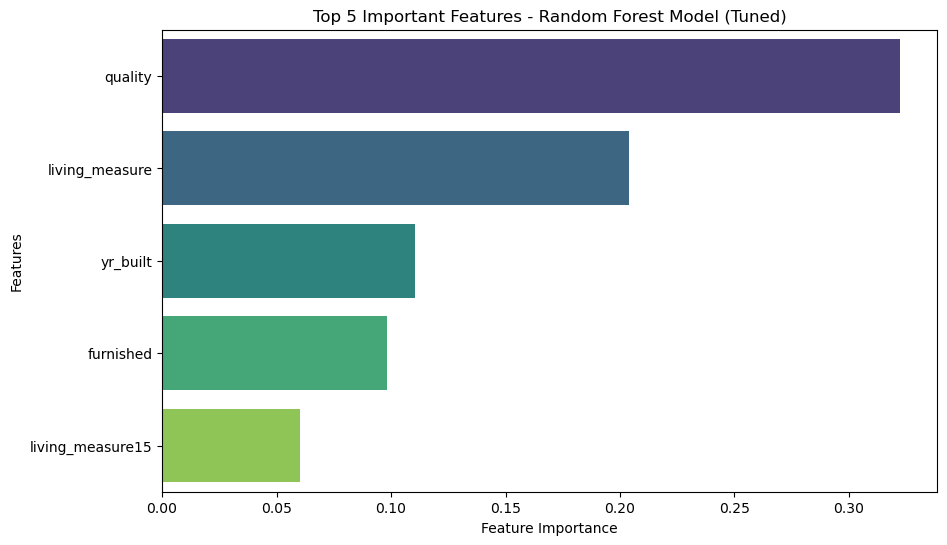 Top 5 Important Features - Random Forest Model (Tuned)
Features
quality
living_measure
yr_built
furnished
living_measure15
0.00 0.05 0.10 0.15 0.20 0.25 0.30
Feature Importance